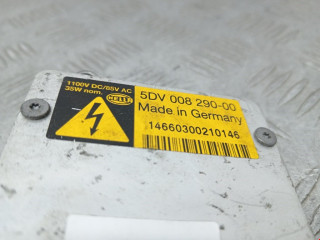 1100V DC/85V AC
35W nom.
HELLA
5DV 008 290-00
Made in Germany
14660300210146